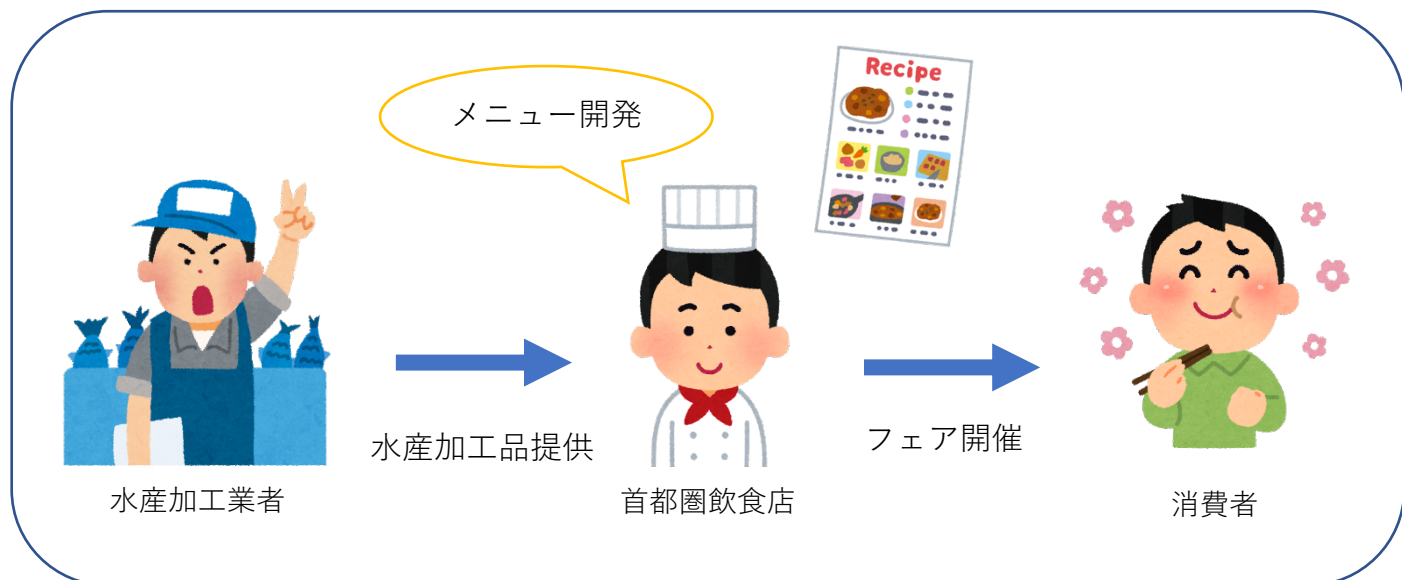 Recipe
メニュー開発
水産加工品提供
フェア開催
水産加工業者
首都圏飲食店
消費者